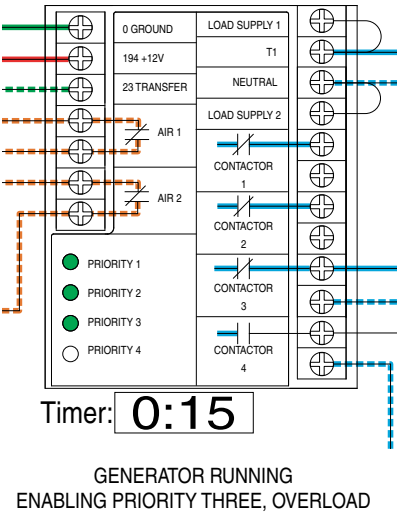 0 GROUND
194 +12V
23 TRANSFER
AIR 1
AIR 2
LOAD SUPPLY 1
T1
NEUTRAL
LOAD SUPPLY 2
CONTACTOR
1
CONTACTOR
2
CONTACTOR
3
CONTACTOR
4
PRIORITY 1
PRIORITY 2
PRIORITY 3
PRIORITY 4
Timer: 0:15
GENERATOR RUNNING
ENABLING PRIORITY THREE, OVERLOAD